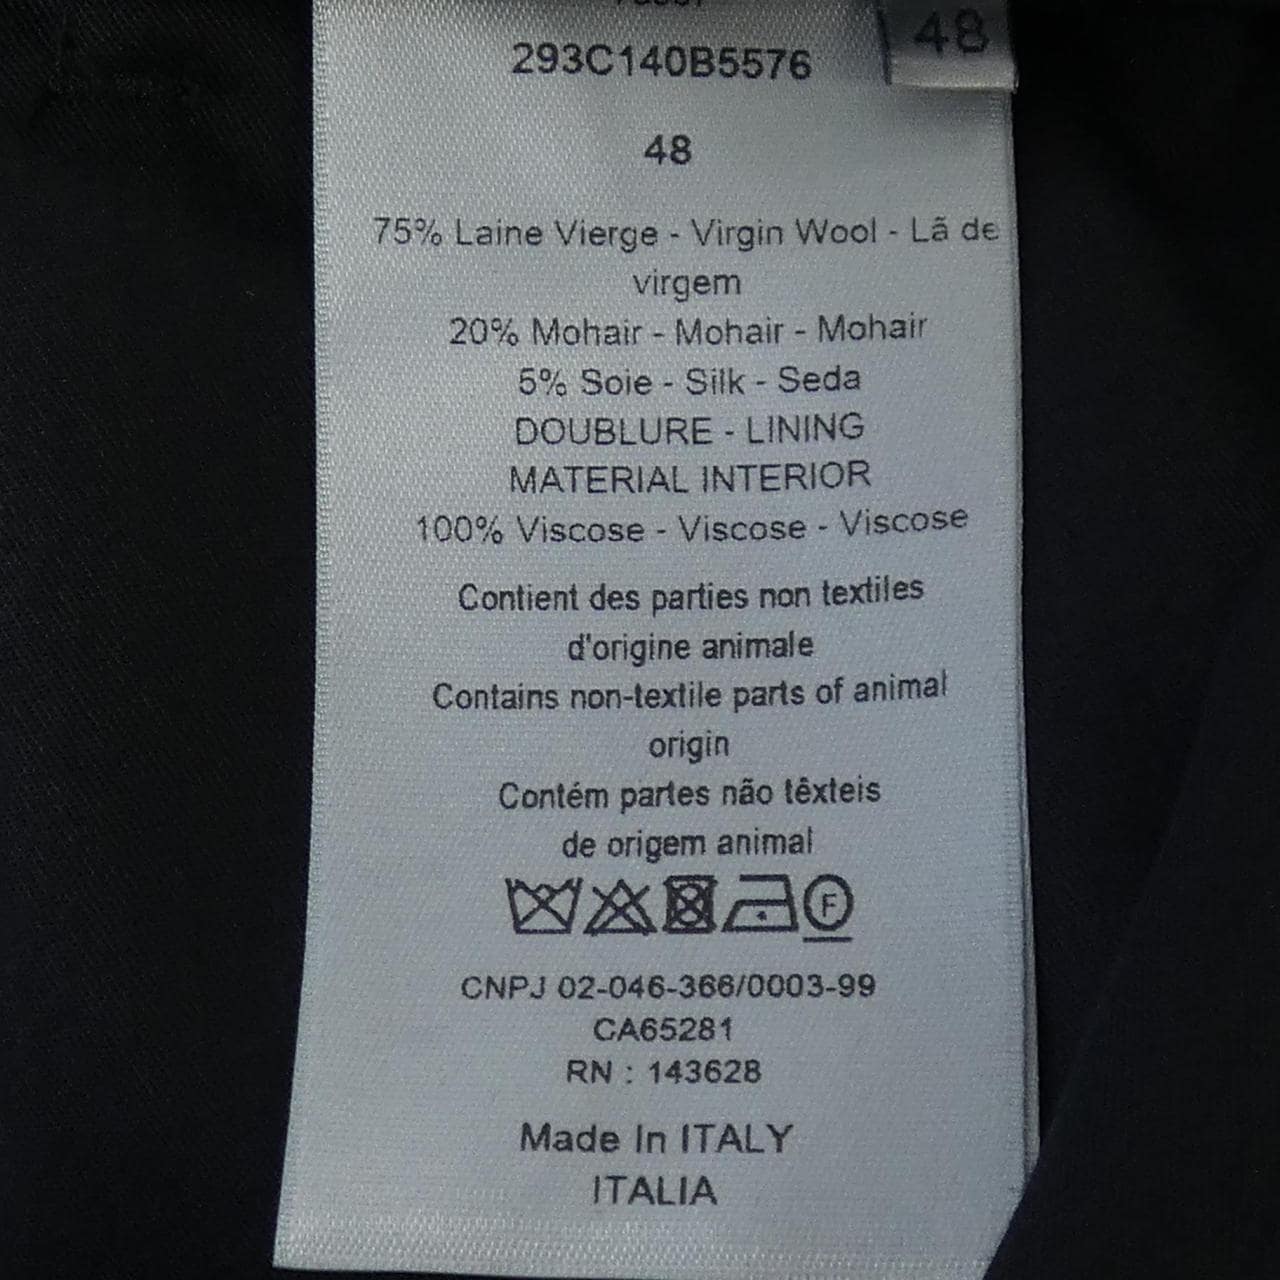 48
293C140B5576
48
75% Laine Vierge - Virgin Wool - Lã de
virgem
20% Mohair - Mohair - Mohair
5% Soie - Silk - Seda
DOUBLURE - LINING
MATERIAL INTERIOR
100% Viscose - Viscose - Viscose
Contient des parties non textiles
d'origine animale
Contains non-textile parts of animal
origin
Contém partes não têxteis
de origem animal
F
CNPJ 02-046-366/0003-99
CA65281
RN : 143628
Made In ITALY
ITALIA